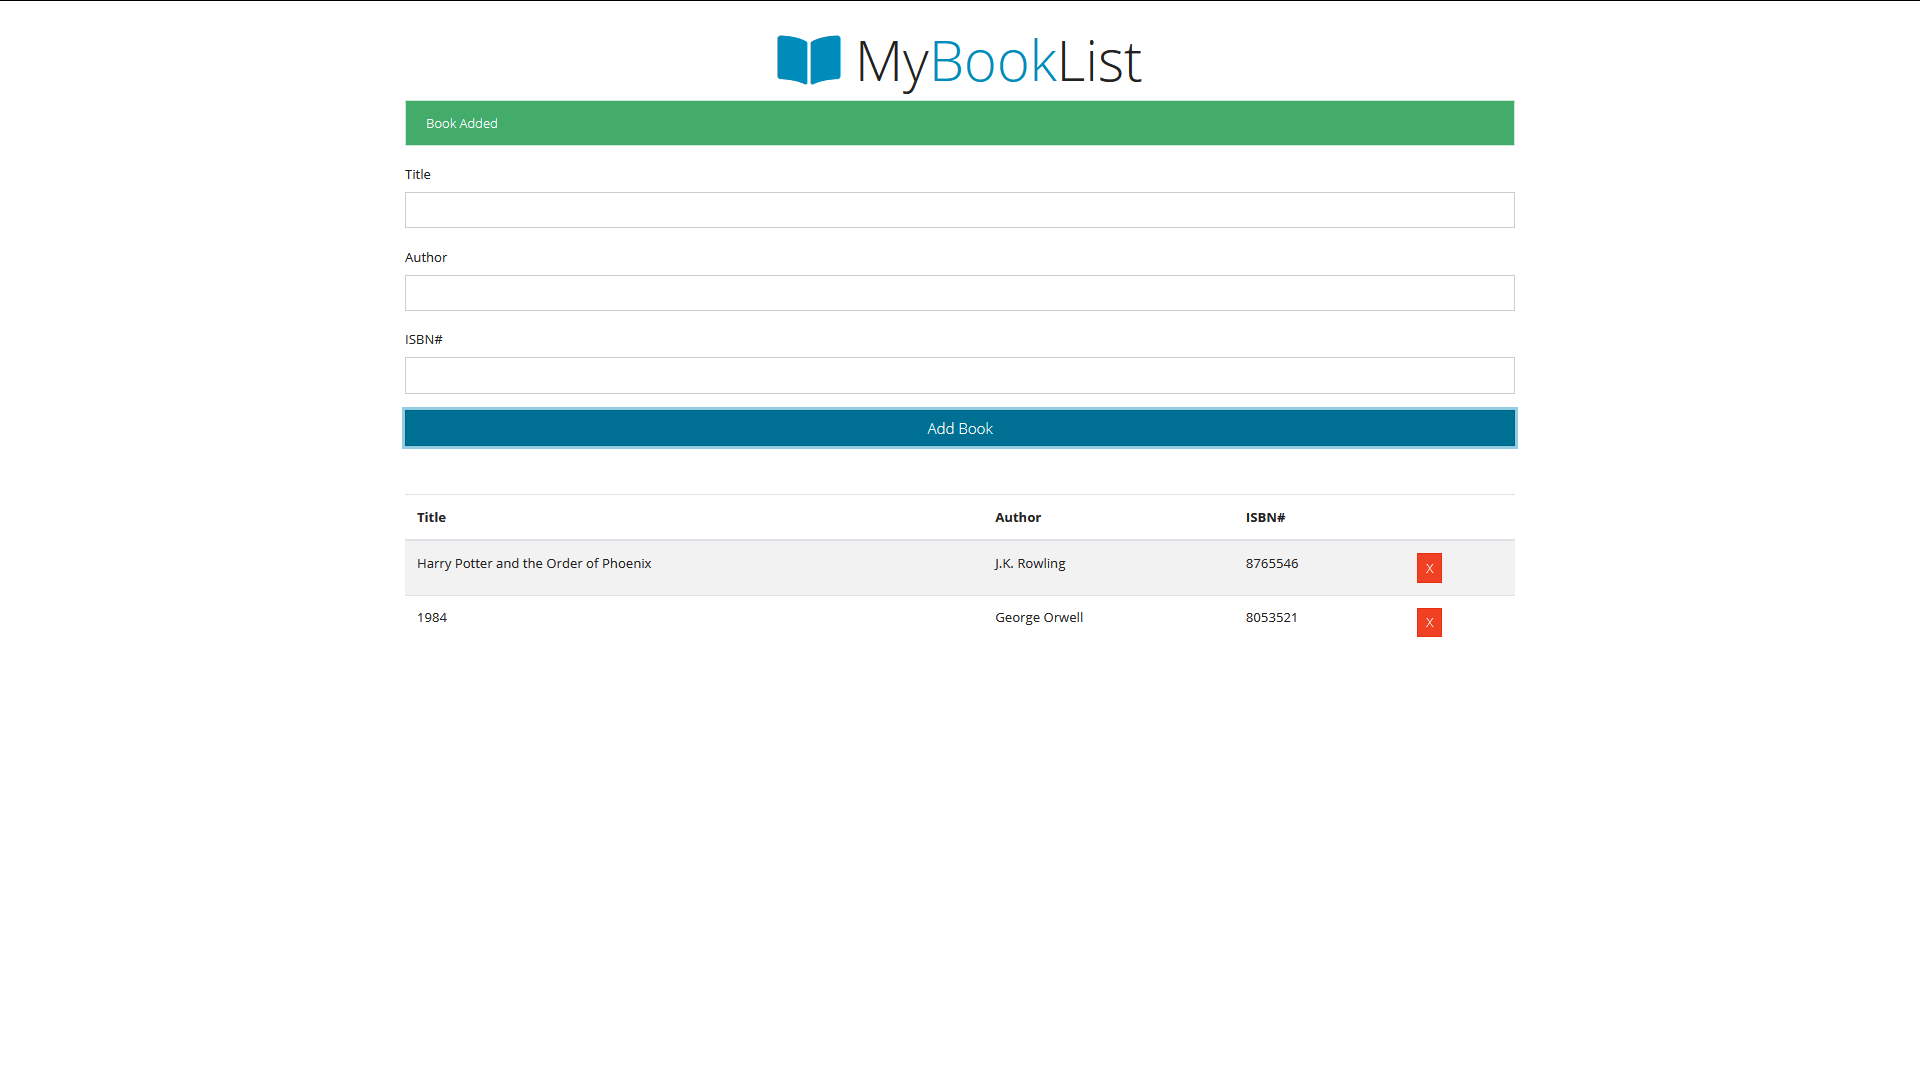 MyBookList
Book Added
Title
Author
ISBN#
Add Book
Title Author ISBN#
Harry Potter and the Order of Phoenix J.K. Rowling 8765546 X
1984 George Orwell 8053521 X